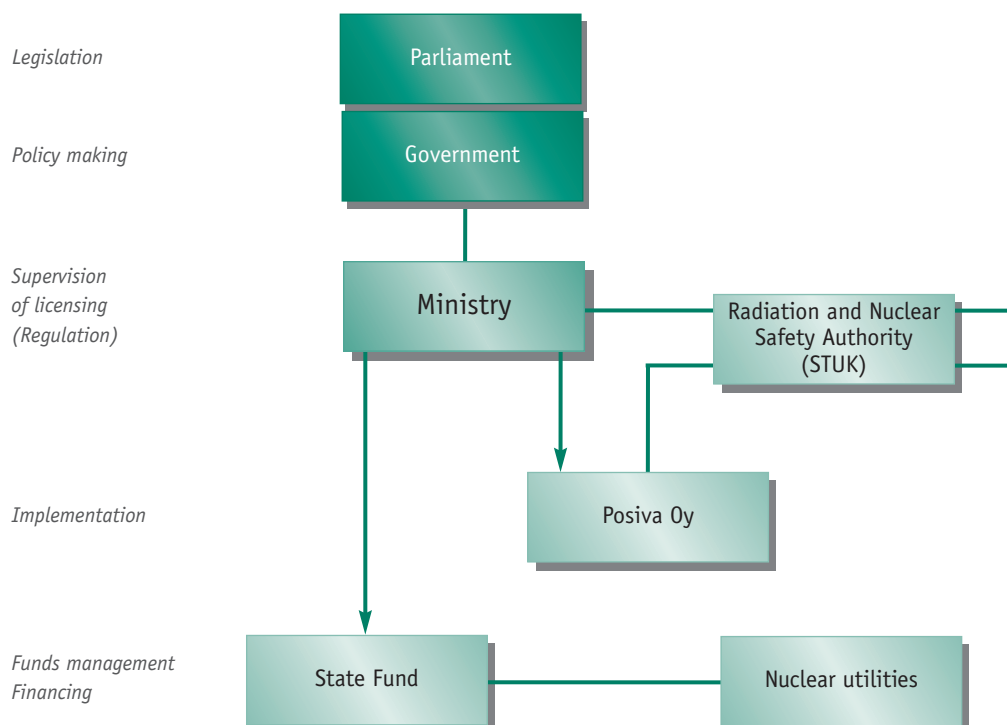 Legislation
Parliament
Policy making
Government
Supervision
of licensing
(Regulation)
Ministry
Radiation and Nuclear
Safety Authority
(STUK)
Implementation
Posiva Oy
Funds management
Financing
State Fund
Nuclear utilities